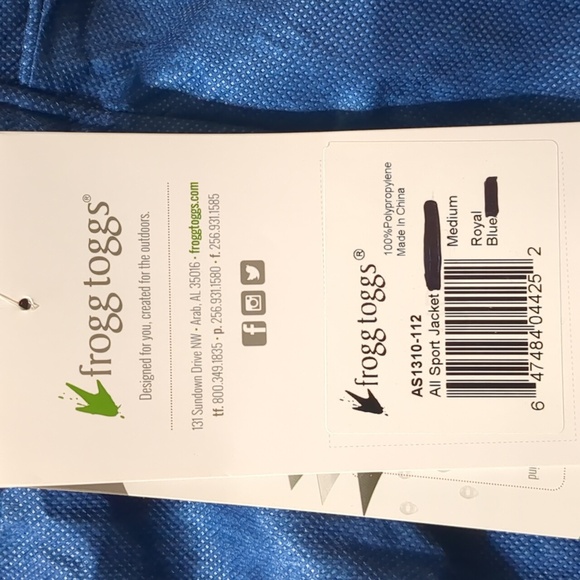 frogg toggs®
Designed for you, created for the outdoors.
131 Sundown Drive NW • Arab, AL 35016 • froggtoggs.com
tf. 800.349.1835 • p. 256.931.1580 • f. 256.931.1585
frogg toggs®
100%Polypropylene
Made In China
AS1310-112
All Sport Jacket
Medium
Royal
Blue
6 47484 04425 2